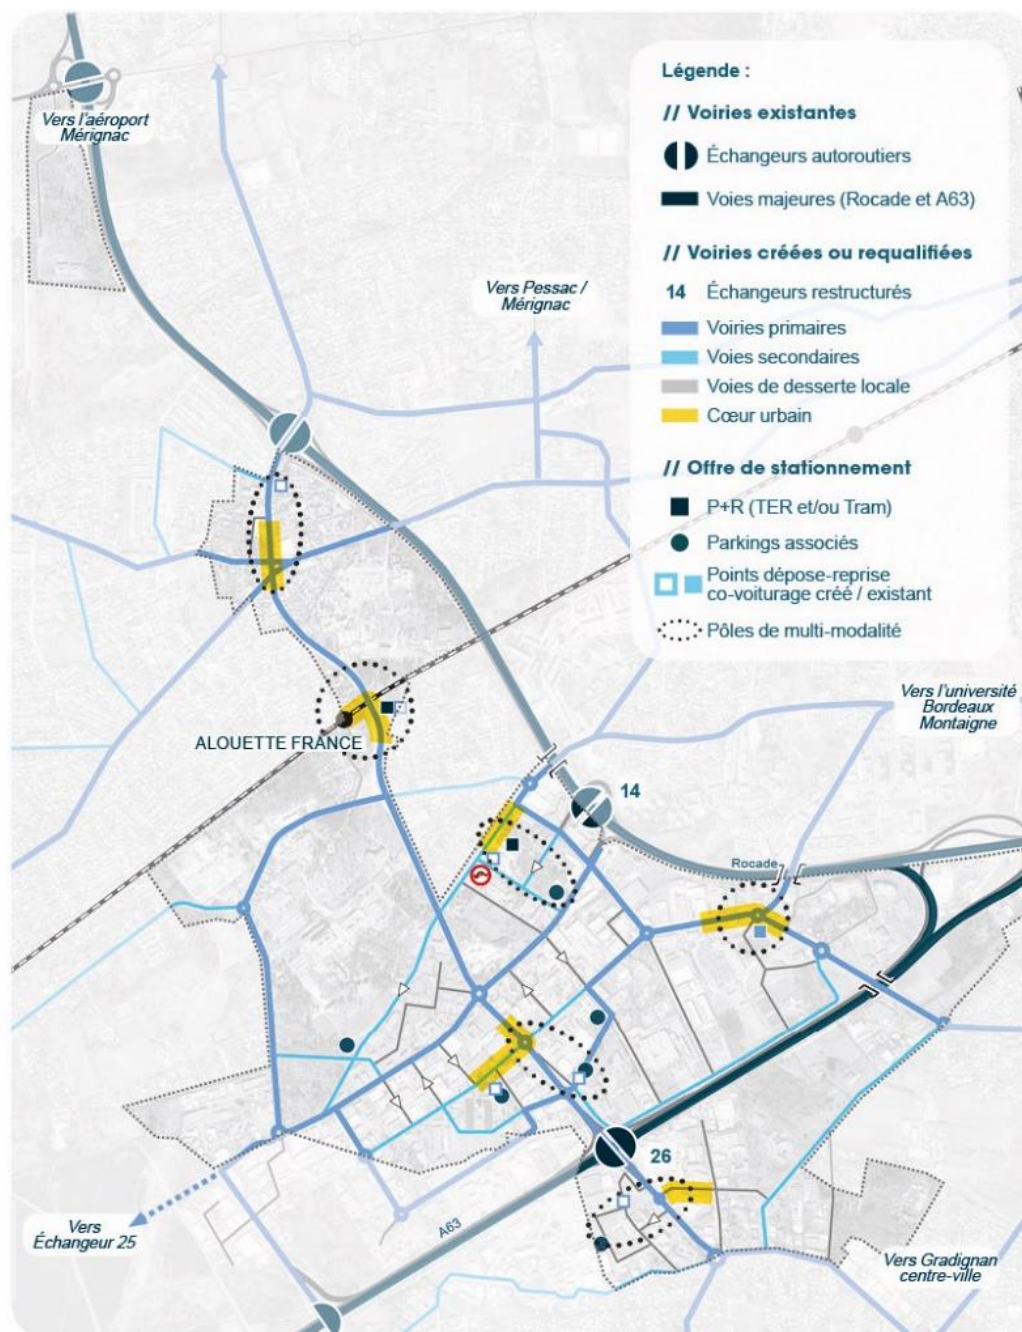 Légende :
// Voiries existantes
Échangeurs autoroutiers
Voies majeures (Rocade et A63)
// Voiries créées ou requalifiées
14 Échangeurs restructurés
Voiries primaires
Voies secondaires
Voies de desserte locale
Cœur urbain
// Offre de stationnement
P+R (TER et/ou Tram)
Parkings associés
Points dépose-reprise
co-voiturage créé / existant
Pôles de multi-modalité
Vers l'aéroport
Mérignac
Vers Pessac /
Mérignac
Vers l'université
Bordeaux
Montaigne
ALOUETTE FRANCE
14
Rocade
26
A63
Vers
Échangeur 25
Vers Gradignan
centre-ville